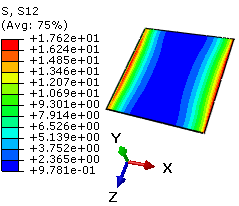 S, S12
(Avg: 75%)
+1.762e+01
+1.624e+01
+1.485e+01
+1.346e+01
+1.207e+01
+1.069e+01
+9.301e+00
+7.914e+00
+6.526e+00
+5.139e+00
+3.752e+00
+2.365e+00
+9.781e-01
Y
X
Z